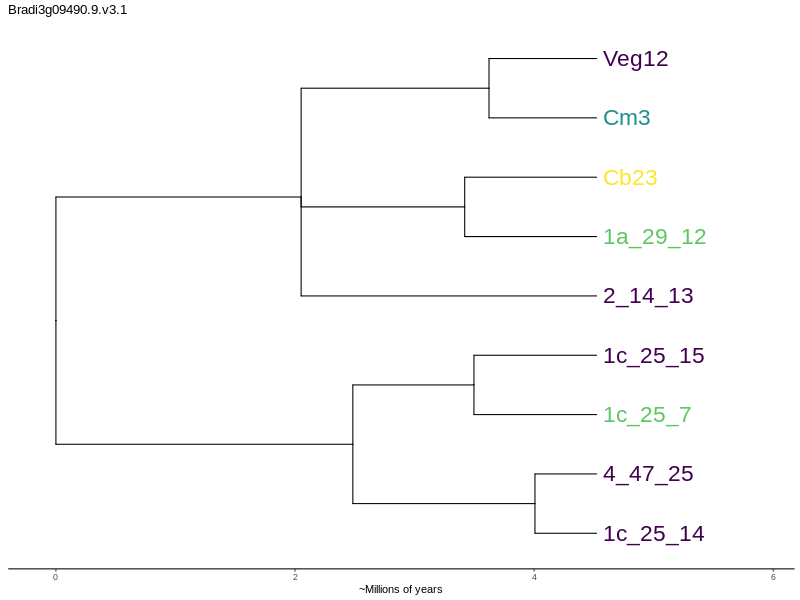 Bradi3g09490.9.v3.1
Veg12
Cm3
Cb23
1a_29_12
2_14_13
1c_25_15
1c_25_7
4_47_25
1c_25_14
0 2 4 6
~Millions of years